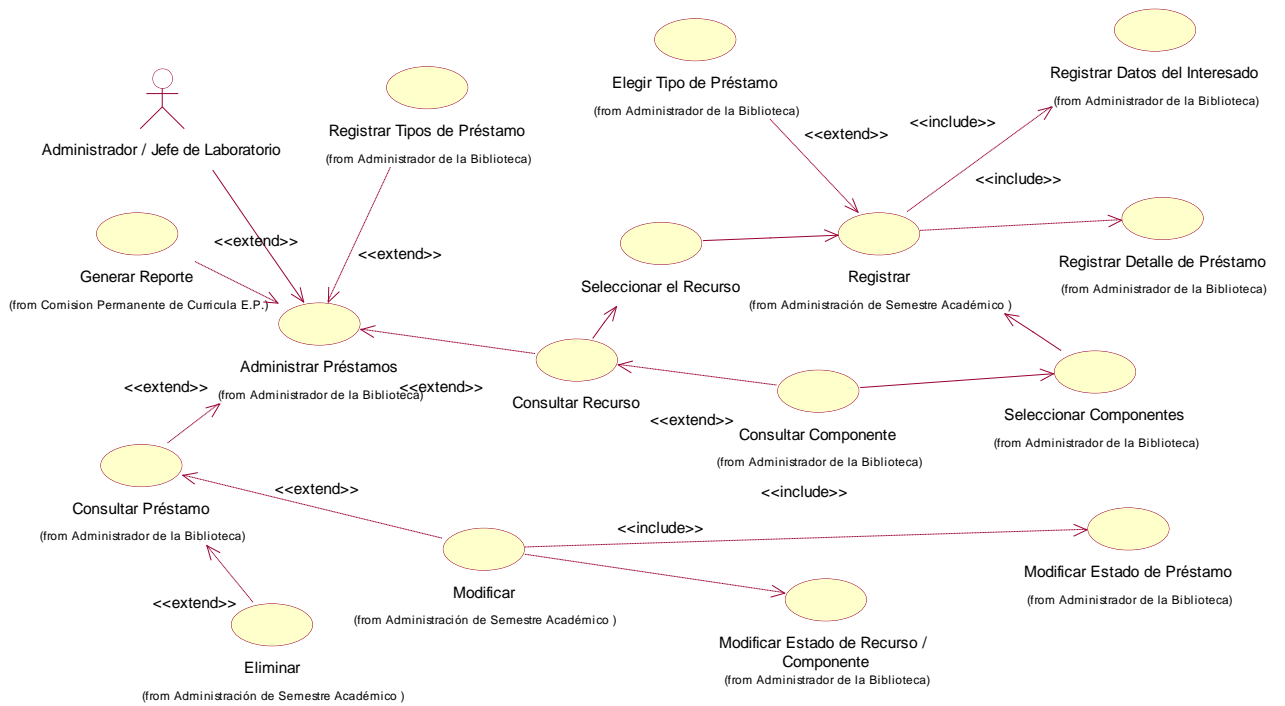 Elegir Tipo de Préstamo
(from Administrador de la Biblioteca)
Registrar Datos del Interesado
(from Administrador de la Biblioteca)
Administrador / Jefe de Laboratorio
Registrar Tipos de Préstamo
(from Administrador de la Biblioteca)
<<extend>>
<<include>>
<<include>>
<<extend>>
<<extend>>
Generar Reporte
(from Comision Permanente de Curricula E.P.)
Seleccionar el Recurso
Registrar
(from Administración de Semestre Académico )
Registrar Detalle de Préstamo
(from Administrador de la Biblioteca)
Administrar Préstamos
(from Administrador de la Biblioteca)
<<extend>>
<<extend>>
Consultar Recurso
<<extend>>
Consultar Componente
(from Administrador de la Biblioteca)
Seleccionar Componentes
(from Administrador de la Biblioteca)
<<extend>>
<<include>>
Consultar Préstamo
(from Administrador de la Biblioteca)
<<include>>
Modificar
(from Administración de Semestre Académico )
Modificar Estado de Préstamo
(from Administrador de la Biblioteca)
<<extend>>
Eliminar
(from Administración de Semestre Académico )
Modificar Estado de Recurso /
Componente
(from Administrador de la Biblioteca)